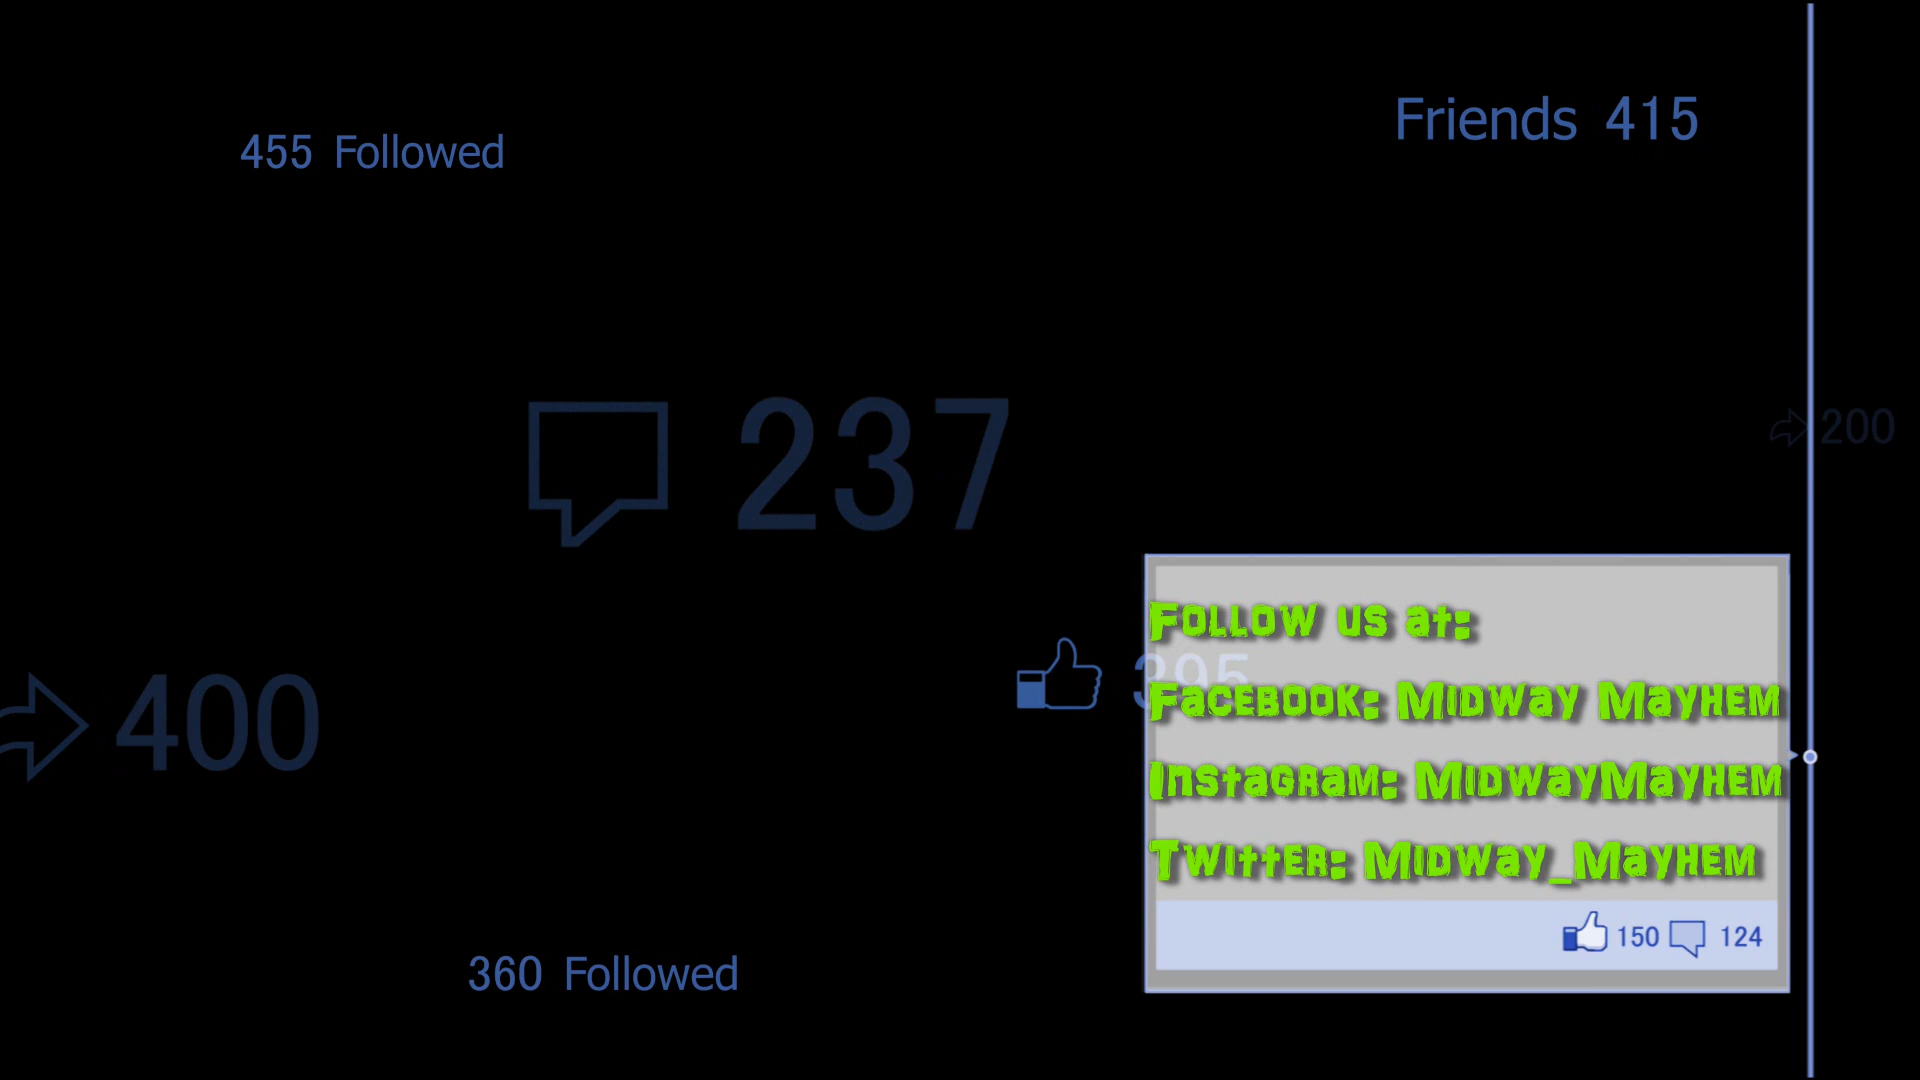 Friends 415
455 Followed
200
237
Follow us at:
395
Facebook: Midway Mayhem
400
Instagram: MidwayMayhem
Twitter: Midway_Mayhem
150 124
360 Followed